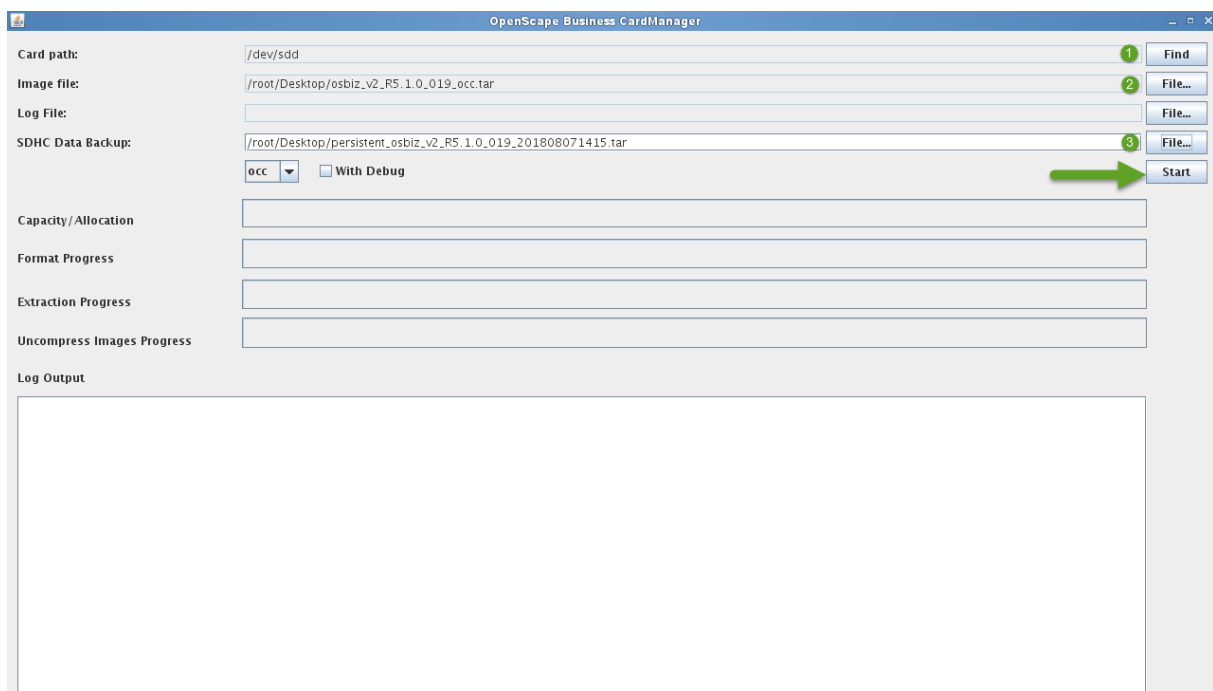 OpenScape Business CardManager
Card path: /dev/sdd 1 Find
Image file: /root/Desktop/osbiz_v2_R5.1.0_019_occ.tar 2 File...
Log File: File...
SDHC Data Backup: /root/Desktop/persistent_osbiz_v2_R5.1.0_019_201808071415.tar 3 File...
occ With Debug Start
Capacity/Allocation
Format Progress
Extraction Progress
Uncompress Images Progress
Log Output